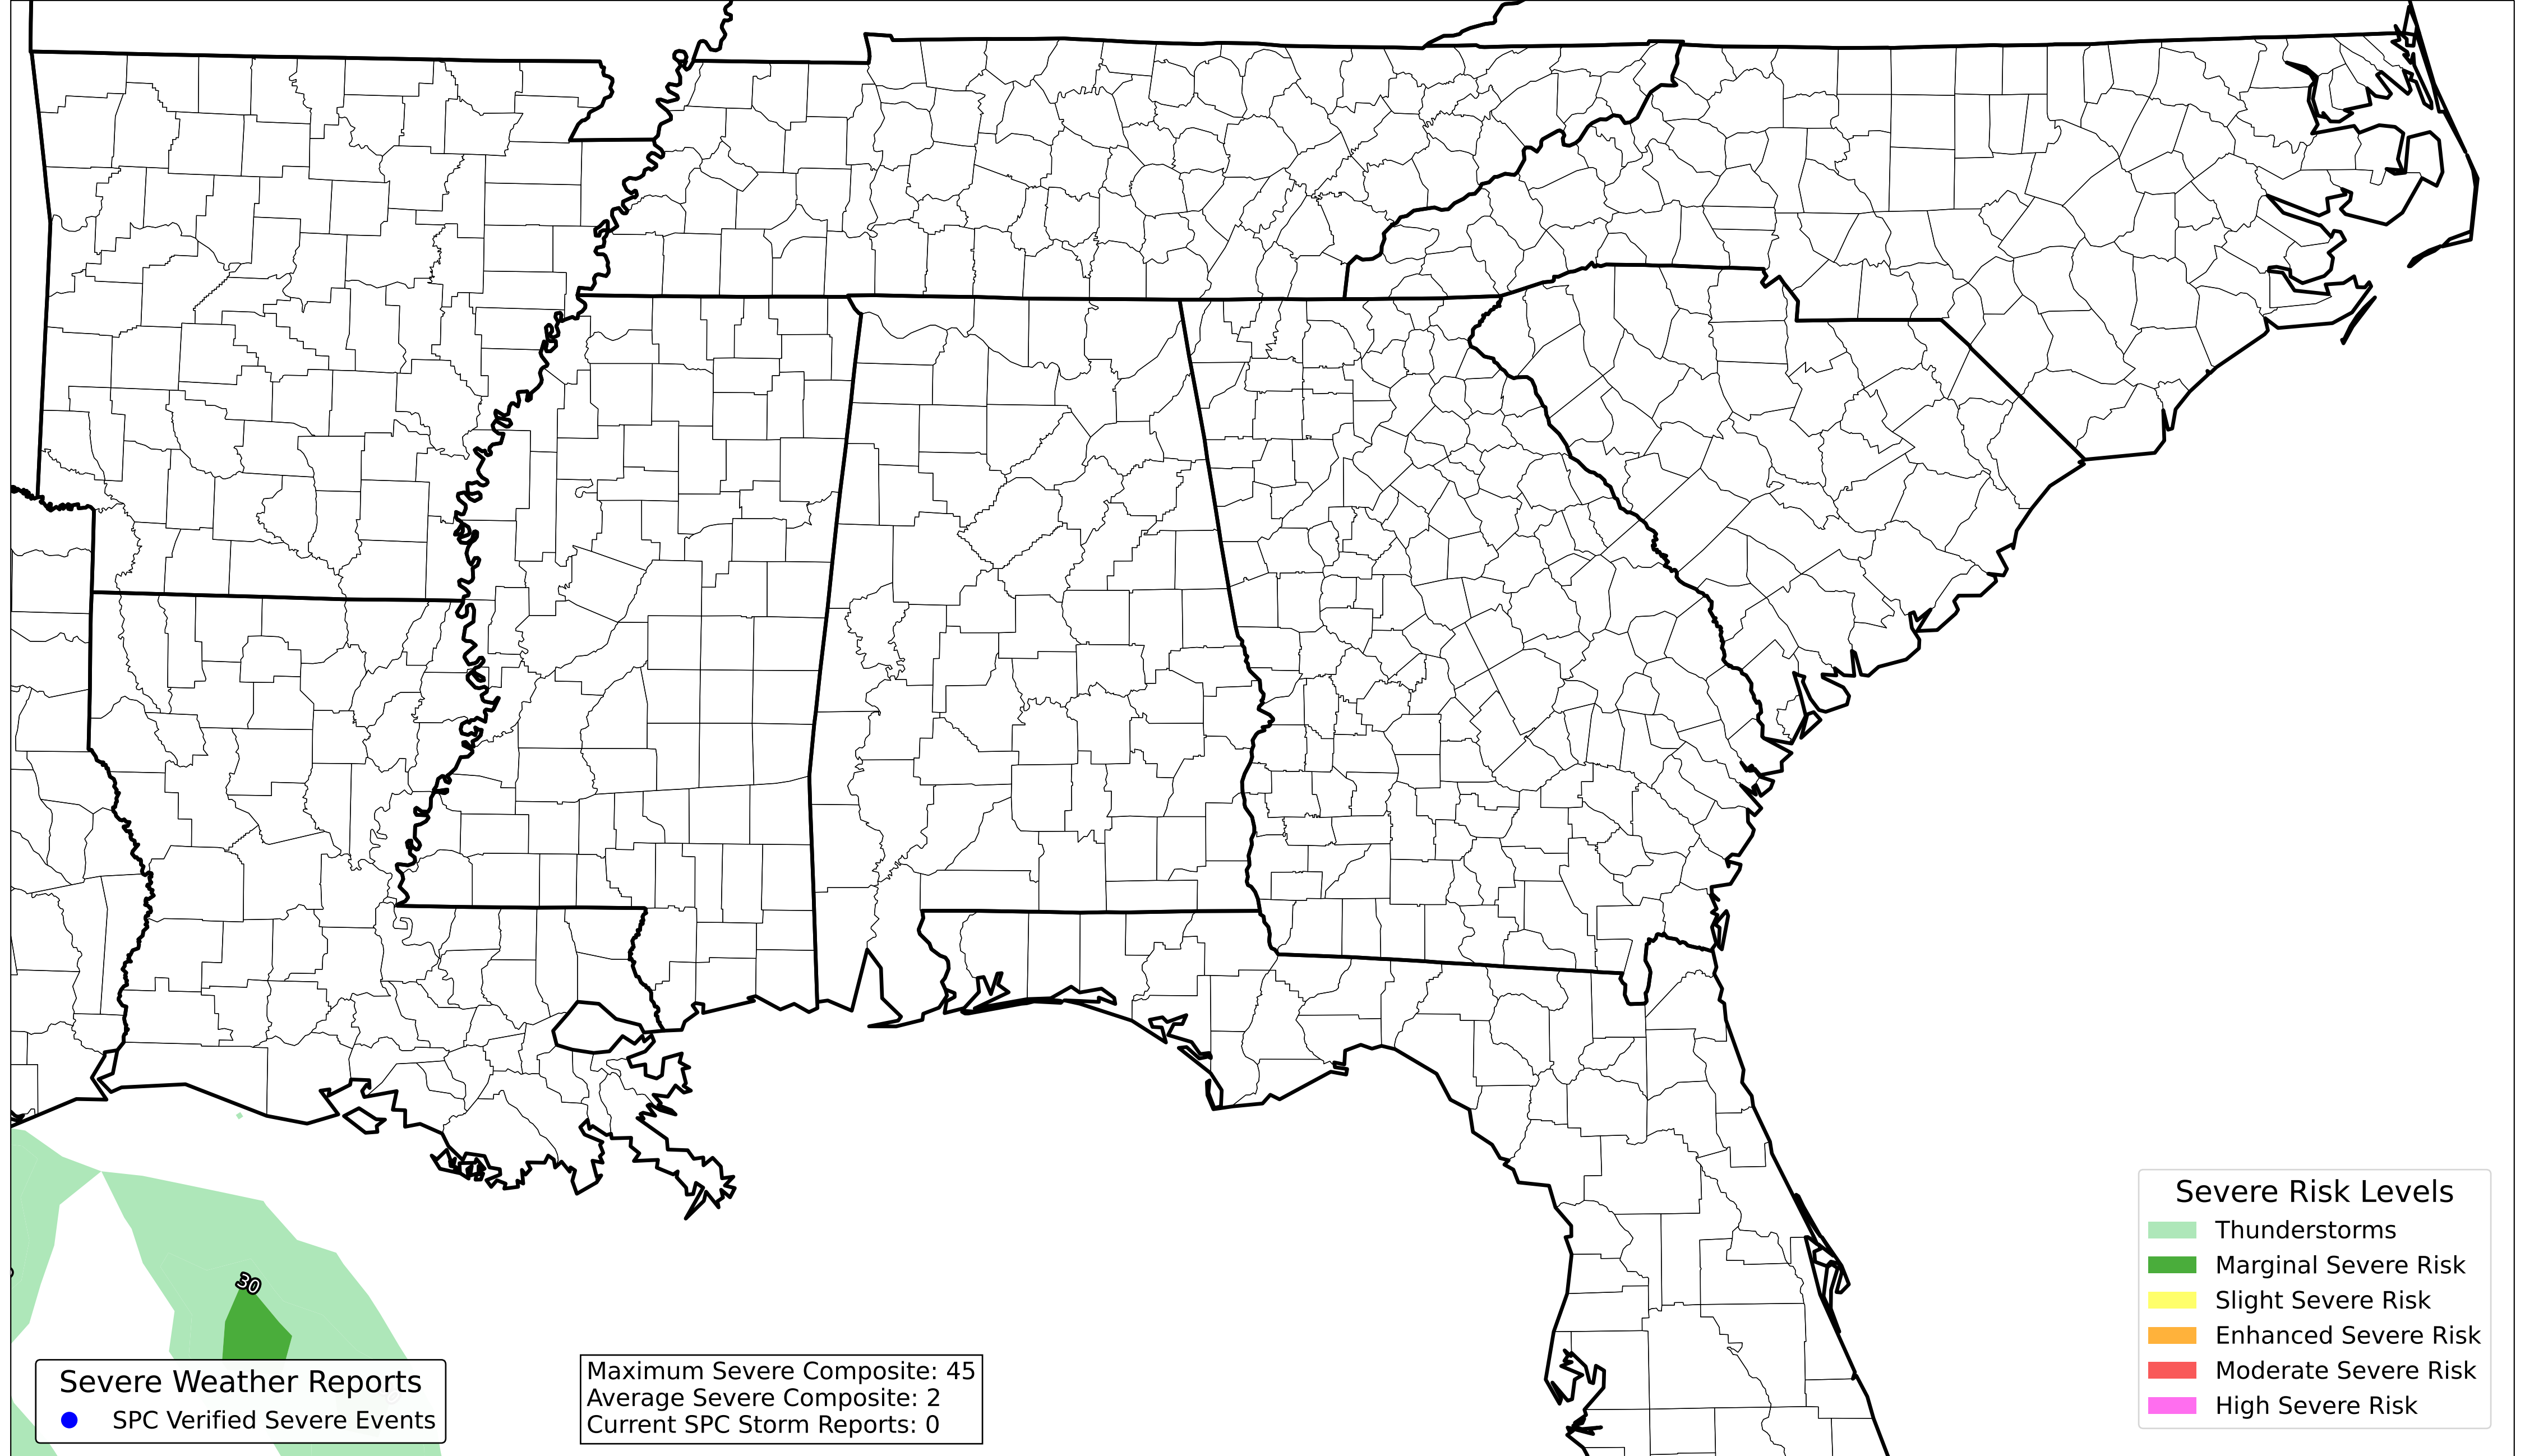 30
Severe Weather Reports
SPC Verified Severe Events
Maximum Severe Composite: 45
Average Severe Composite: 2
Current SPC Storm Reports: 0
Severe Risk Levels
Thunderstorms
Marginal Severe Risk
Slight Severe Risk
Enhanced Severe Risk
Moderate Severe Risk
High Severe Risk